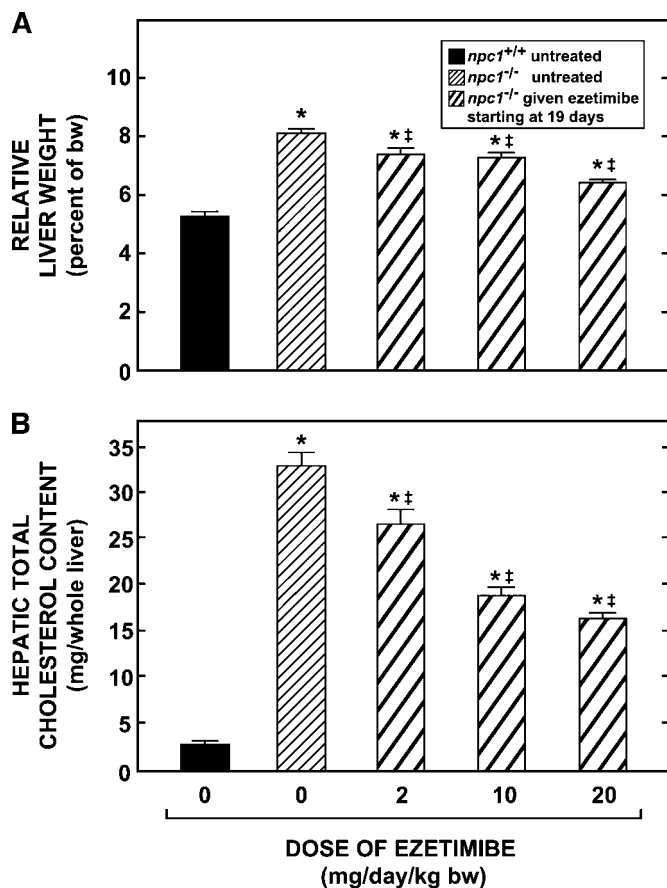 A
RELATIVE
LIVER WEIGHT
(percent of bw)
10
8
6
4
2
0
npc1+/+ untreated
npc1-/- untreated
npc1-/- given ezetimibe
starting at 19 days
*
*‡
*‡
*‡
B
HEPATIC TOTAL
CHOLESTEROL CONTENT
(mg/whole liver)
35
30
25
20
15
10
5
0
*
*‡
*‡
*‡
0 0 2 10 20
DOSE OF EZETIMIBE
(mg/day/kg bw)